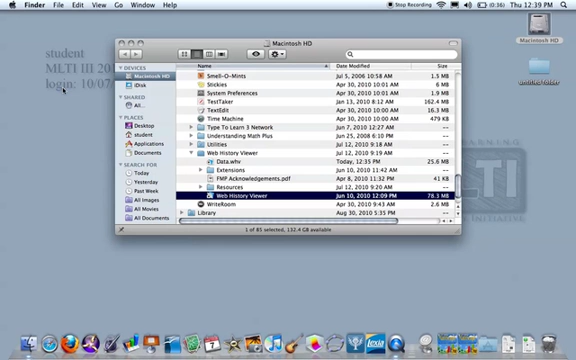 Finder File Edit View Go Window Help
Stop Recording (0:36) Thu 12:39 PM
student
MLTI III 20
login: 10/07
Macintosh HD
Name Date Modified Size
DEVICES
Macintosh HD
iDisk
SHARED
All...
PLACES
Desktop
student
Applications
Documents
SEARCH FOR
Today
Yesterday
Past Week
All Images
All Movies
All Documents
Smell-O-Mints Jul 5, 2006 10:58 AM 1.5 MB
Stickies Apr 30, 2010 10:01 AM 2 MB
System Preferences Apr 30, 2010 10:01 AM
TestTaker Jan 13, 2010 8:12 AM 162.4 MB
TextEdit Apr 30, 2010 10:16 AM
Time Machine Apr 30, 2010 10:16 AM 479 KB
Type To Learn 3 Network Jun 7, 2010 12:27 AM --
Understanding Math Plus Jun 25, 2008 6:10 PM --
Utilities Jul 12, 2010 9:16 AM --
Web History Viewer Jul 12, 2010 9:19 AM --
Data.whv Today, 12:35 PM 25.6 MB
Extensions Jun 10, 2010 11:42 AM --
FMP Acknowledgements.pdf Apr 8, 2010 11:32 PM 41 KB
Resources Jul 12, 2010 9:20 AM --
Web History Viewer Jun 10, 2010 12:09 PM 78.3 MB
WriteRoom Apr 30, 2010 9:43 AM 2.6 MB
Library Aug 30, 2010 5:35 PM --
1 of 85 selected, 132.4 GB available
Macintosh HD
untitled folder
LEARNING
INITIATIVE